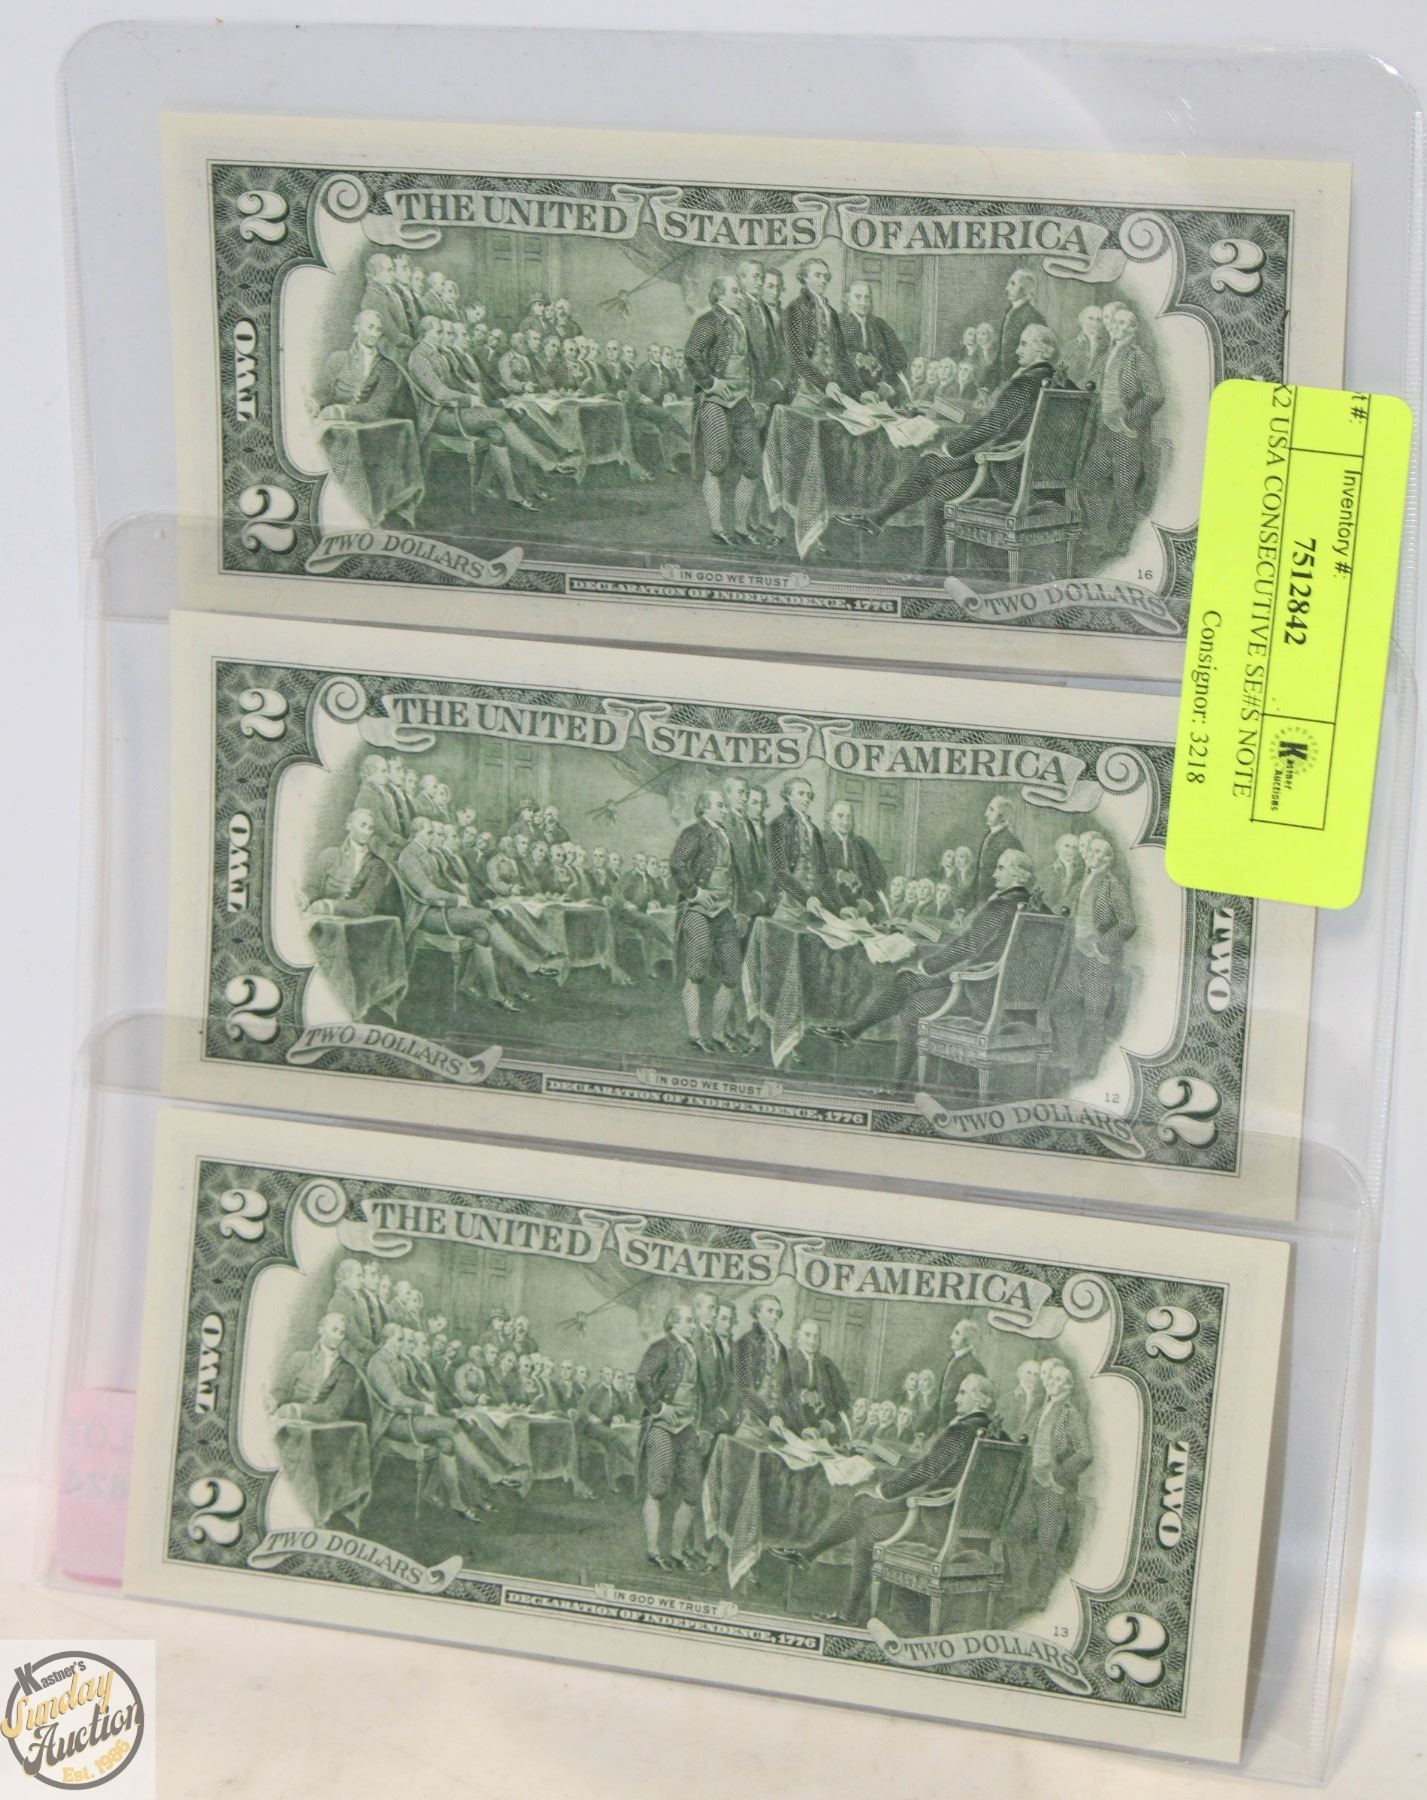 2 THE UNITED STATES OF AMERICA 2
TWO
2
TWO DOLLARS
IN GOD WE TRUST
DECLARATION OF INDEPENDENCE, 1776
16
TWO DOLLARS
2 THE UNITED STATES OF AMERICA
TWO
TWO
2
TWO DOLLARS
IN GOD WE TRUST
DECLARATION OF INDEPENDENCE, 1776
12
TWO DOLLARS
2
2 THE UNITED STATES OF AMERICA 2
TWO
TWO
2
TWO DOLLARS
IN GOD WE TRUST
DECLARATION OF INDEPENDENCE, 1776
13
TWO DOLLARS
2
t #:
Inventory #:
7512842
Kastner Auctions
X2 USA CONSECUTIVE SE#S NOTE
Consignor: 3218
LOT
824
Kastner's
Sunday
Auction
Est. 1986